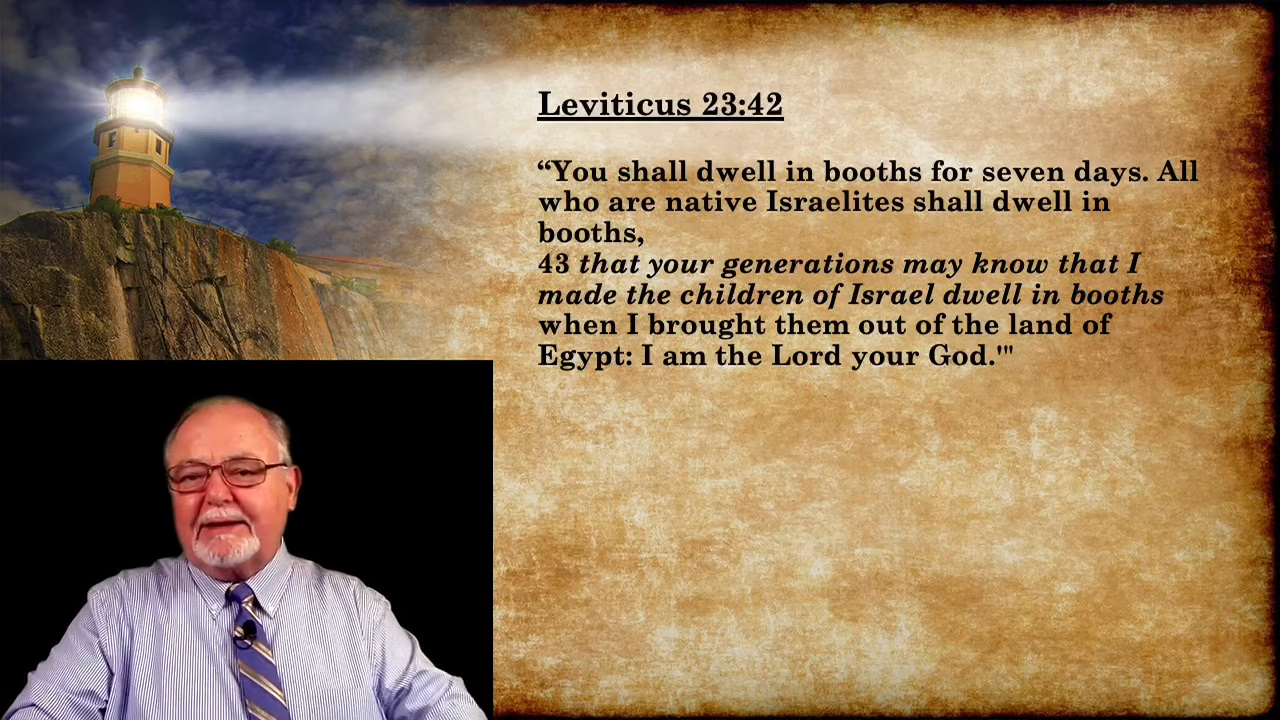 Leviticus 23:42
“You shall dwell in booths for seven days. All
who are native Israelites shall dwell in
booths,
43 that your generations may know that I
made the children of Israel dwell in booths
when I brought them out of the land of
Egypt: I am the Lord your God.'"